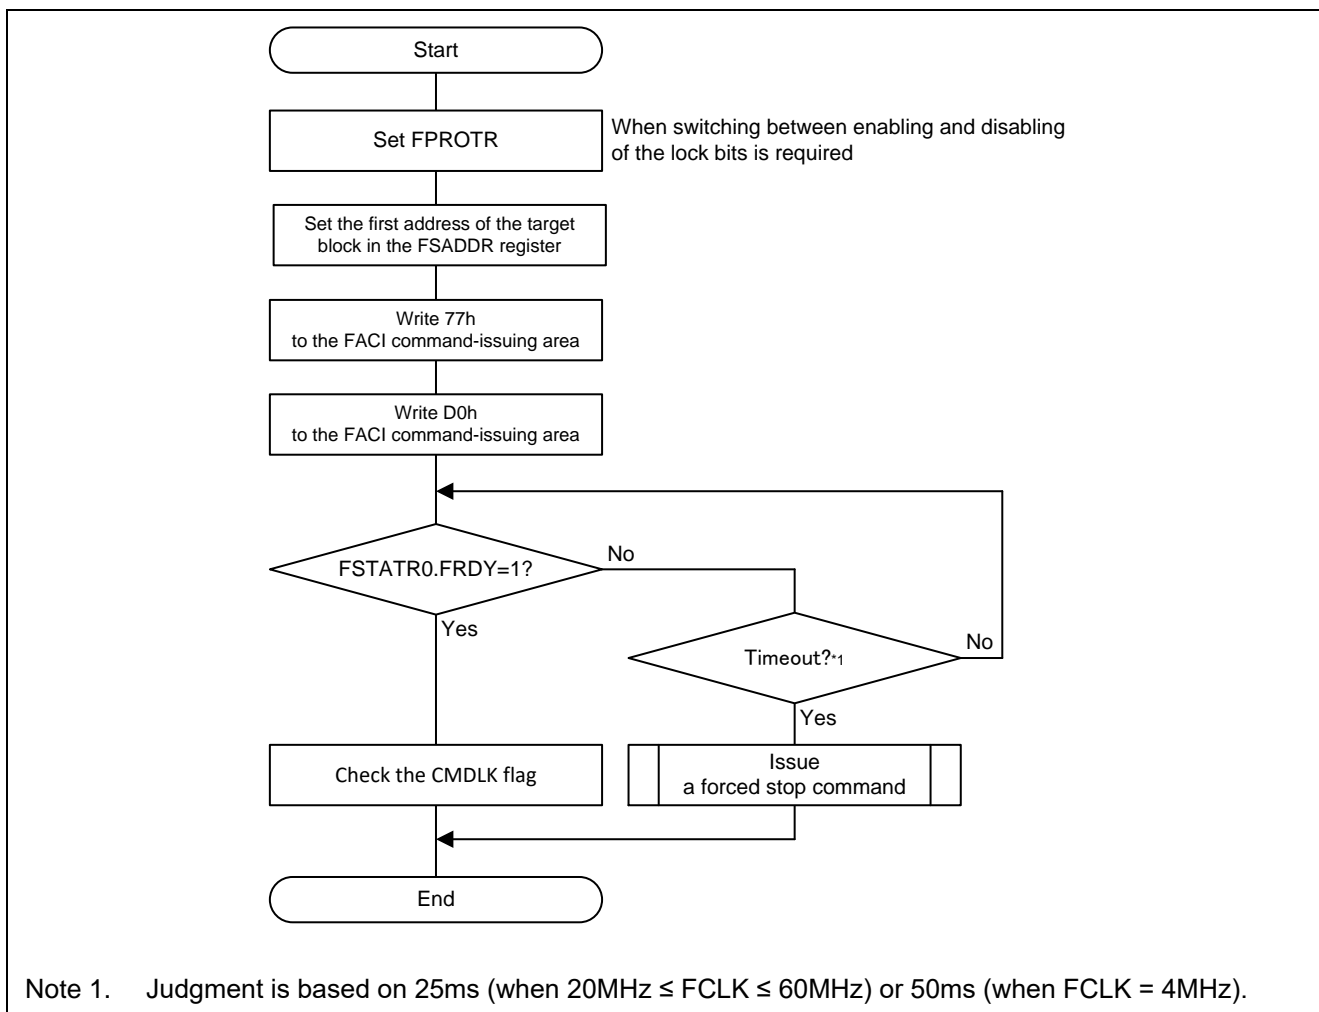 Start
Set FPROTR
When switching between enabling and disabling
of the lock bits is required
Set the first address of the target
block in the FSADDR register
Write 77h
to the FACI command-issuing area
Write D0h
to the FACI command-issuing area
FSTATR0.FRDY=1?
No
Yes
Timeout?*1
No
Yes
Check the CMDLK flag
Issue
a forced stop command
End
Note 1. Judgment is based on 25ms (when 20MHz ≤ FCLK ≤ 60MHz) or 50ms (when FCLK = 4MHz).